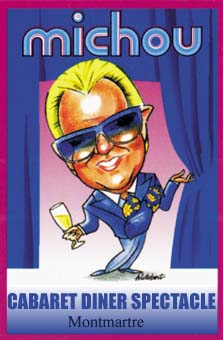 michou
CABARET DINER SPECTACLE
Montmartre